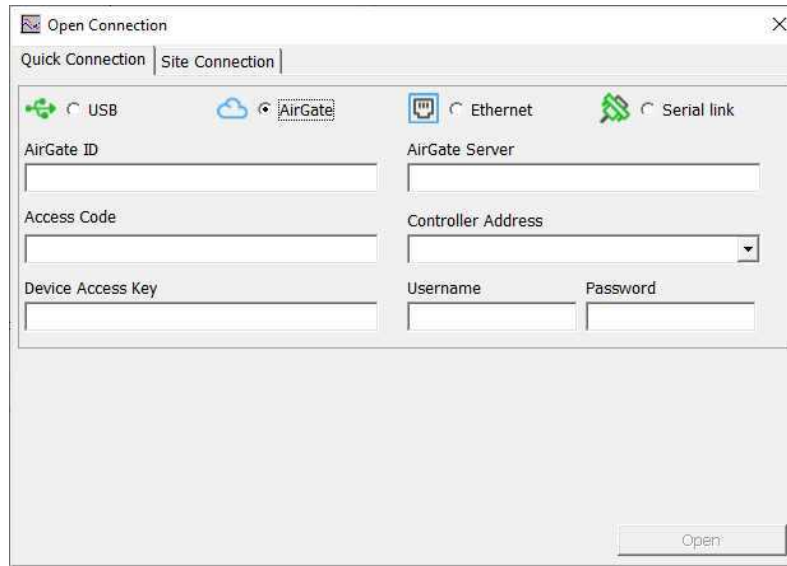 Open Connection
Quick Connection Site Connection
USB AirGate Ethernet Serial link
AirGate ID AirGate Server
Access Code Controller Address
Device Access Key Username Password
Open